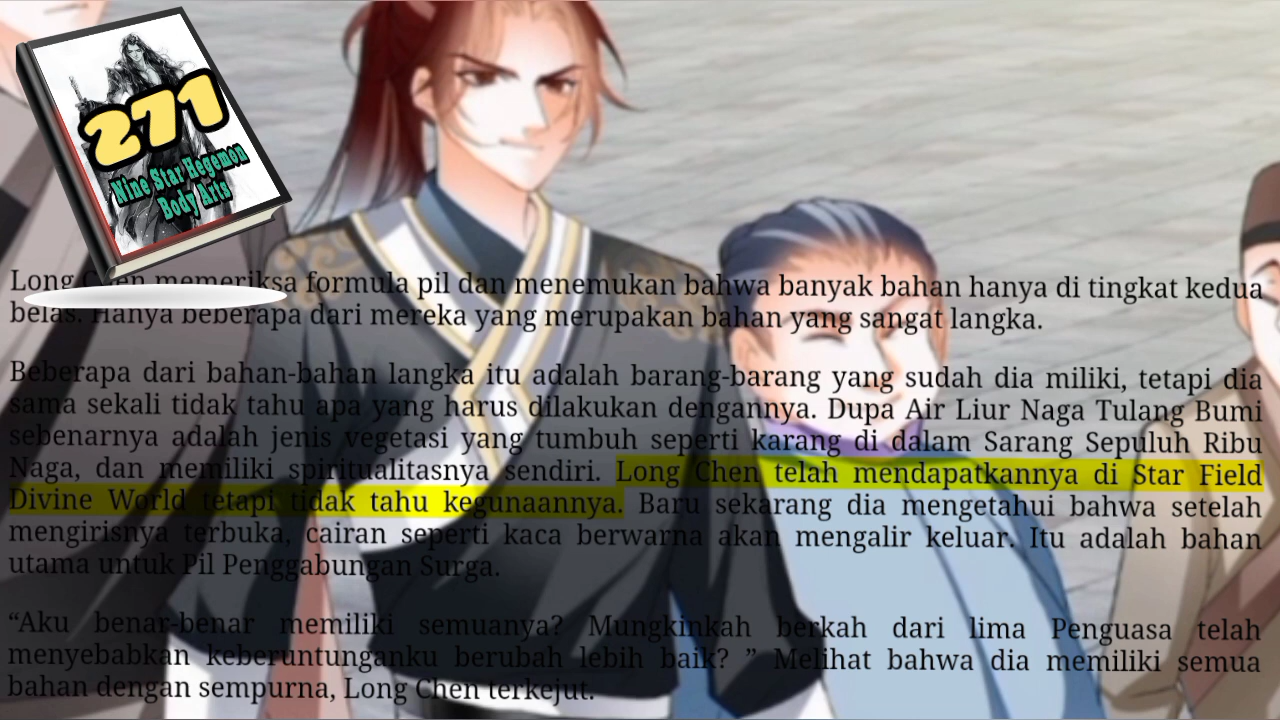 271
Nine Star Hegemon
Body Arts
Long Chen memeriksa formula pil dan menemukan bahwa banyak bahan hanya di tingkat kedua
belas. Hanya beberapa dari mereka yang merupakan bahan yang sangat langka.
Beberapa dari bahan-bahan langka itu adalah barang-barang yang sudah dia miliki, tetapi dia
sama sekali tidak tahu apa yang harus dilakukan dengannya. Dupa Air Liur Naga Tulang Bumi
sebenarnya adalah jenis vegetasi yang tumbuh seperti karang di dalam Sarang Sepuluh Ribu
Naga, dan memiliki spiritualitasnya sendiri. Long Chen telah mendapatkannya di Star Field
Divine World tetapi tidak tahu kegunaannya. Baru sekarang dia mengetahui bahwa setelah
mengirisnya terbuka, cairan seperti kaca berwarna akan mengalir keluar. Itu adalah bahan
utama untuk Pil Penggabungan Surga.
“Aku benar-benar memiliki semuanya? Mungkinkah berkah dari lima Penguasa telah
menyebabkan keberuntunganku berubah lebih baik? ” Melihat bahwa dia memiliki semua
bahan dengan sempurna, Long Chen terkejut.